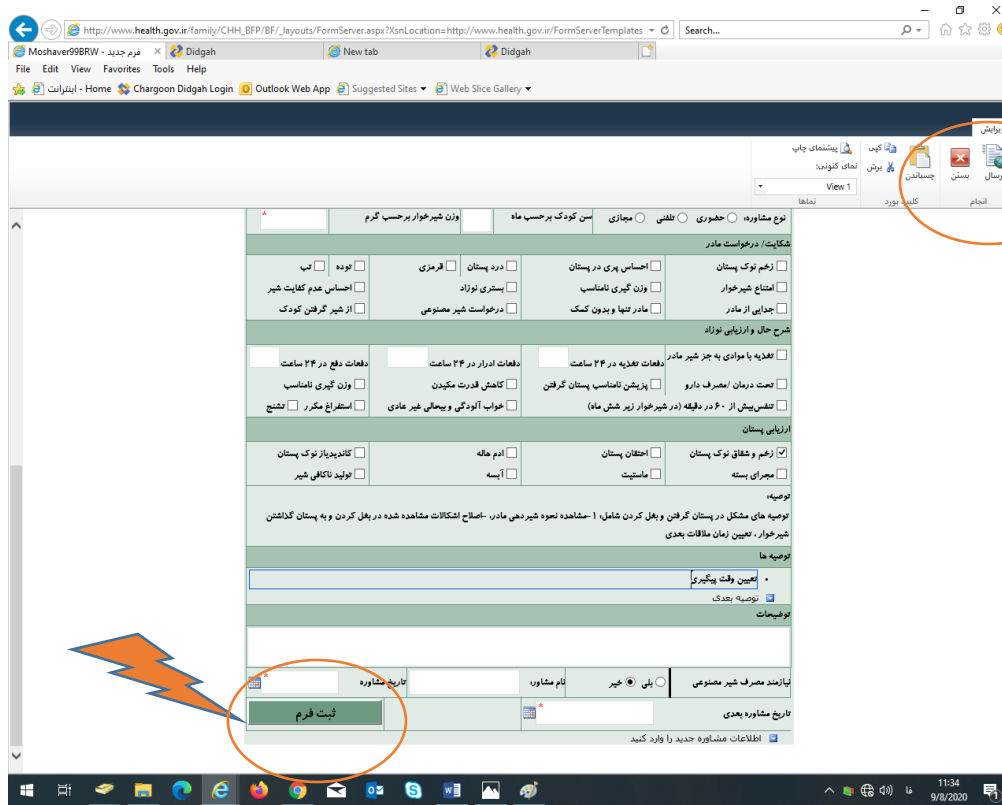 http://www.health.gov.ir/family/CHH_BFP/BF/_layouts/FormServer.aspx?XsnLocation=http://www.health.gov.ir/FormServerTemplates
Search...
Moshaver99BRW - فرم جدید
Didgah
New tab
Didgah
File Edit View Favorites Tools Help
اینترانت - Home
Chargoon Didgah Login
Outlook Web App
Suggested Sites
Web Slice Gallery
بستن
چسباندن
کپی
برش
پیشنمای چاپ
نمای کنونی:
View 1
انجام
کلیپ بورد
نماها
نوع مشاوره: حضوری تلفنی مجازی سن کودک برحسب ماه وزن شیرخوار برحسب گرم *
شکایت/ درخواست مادر
زخم نوک پستان احساس پری در پستان درد پستان قرمزی توده تب
امتناع شیرخوار وزن گیری نامناسب بستری نوزاد احساس عدم کفایت شیر
جدایی از مادر مادر تنها و بدون کمک درخواست شیر مصنوعی از شیر گرفتن کودک
شرح حال و ارزیابی نوزاد
تغذیه با موادی به جز شیر مادر دفعات تغذیه در ۲۴ ساعت دفعات ادرار در ۲۴ ساعت دفعات دفع در ۲۴ ساعت
تحت درمان /مصرف دارو پزیشن نامناسب پستان گرفتن کاهش قدرت مکیدن وزن گیری نامناسب
تنفس‌بیش از ۶۰ در دقیقه (در شیرخوار زیر شش ماه) خواب آلودگی و بیحالی غیر عادی استفراغ مکرر تشنج
ارزیابی پستان
زخم و شقاق نوک پستان احتقان پستان ادم هاله کاندیدیاز نوک پستان
مجرای بسته ماستیت آبسه تولید ناکافی شیر
توصیه:
توصیه های مشکل در پستان گرفتن و بغل کردن شامل: 1-مشاهده نحوه شیردهی مادر، -اصلاح اشکالات مشاهده شده در بغل کردن و به پستان گذاشتن
شیرخوار ، تعیین زمان ملاقات بعدی
توصیه ها
تعیین وقت پیگیری
توصیه بعدی
توضیحات
نیازمند مصرف شیر مصنوعی بلی خیر نام مشاور: تاریخ مشاوره *
تاریخ مشاوره بعدی * ثبت فرم
اطلاعات مشاوره جدید را وارد کنید
11:34
9/8/2020